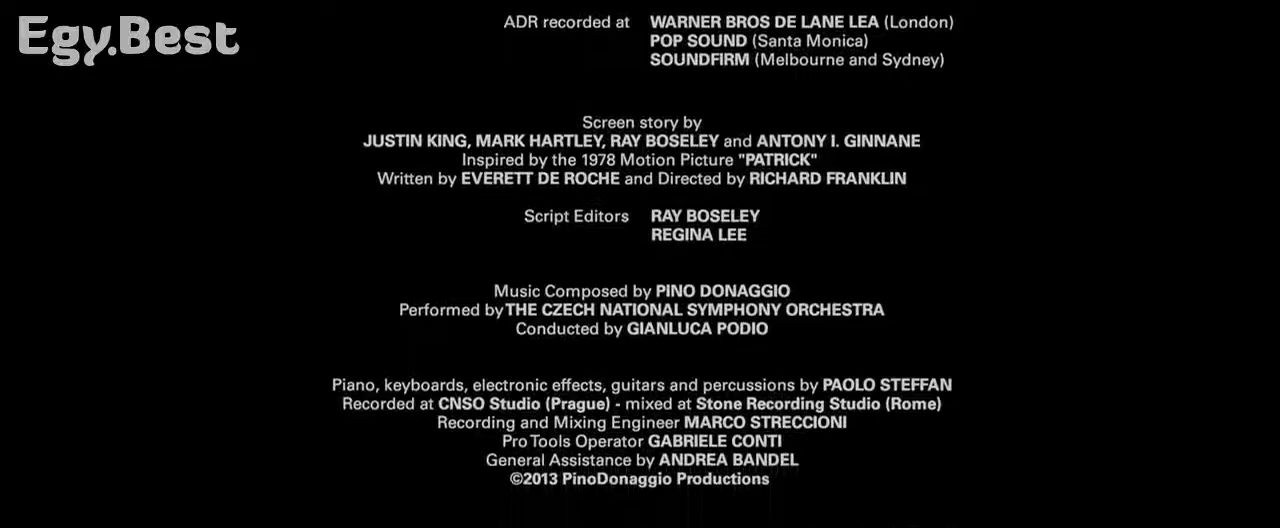 Egy.Best
ADR recorded at WARNER BROS DE LANE LEA (London)
POP SOUND (Santa Monica)
SOUNDFIRM (Melbourne and Sydney)
Screen story by
JUSTIN KING, MARK HARTLEY, RAY BOSELEY and ANTONY I. GINNANE
Inspired by the 1978 Motion Picture "PATRICK"
Written by EVERETT DE ROCHE and Directed by RICHARD FRANKLIN
Script Editors RAY BOSELEY
REGINA LEE
Music Composed by PINO DONAGGIO
Performed by THE CZECH NATIONAL SYMPHONY ORCHESTRA
Conducted by GIANLUCA PODIO
Piano, keyboards, electronic effects, guitars and percussions by PAOLO STEFFAN
Recorded at CNSO Studio (Prague) - mixed at Stone Recording Studio (Rome)
Recording and Mixing Engineer MARCO STRECCIONI
Pro Tools Operator GABRIELE CONTI
General Assistance by ANDREA BANDEL
©2013 PinoDonaggio Productions